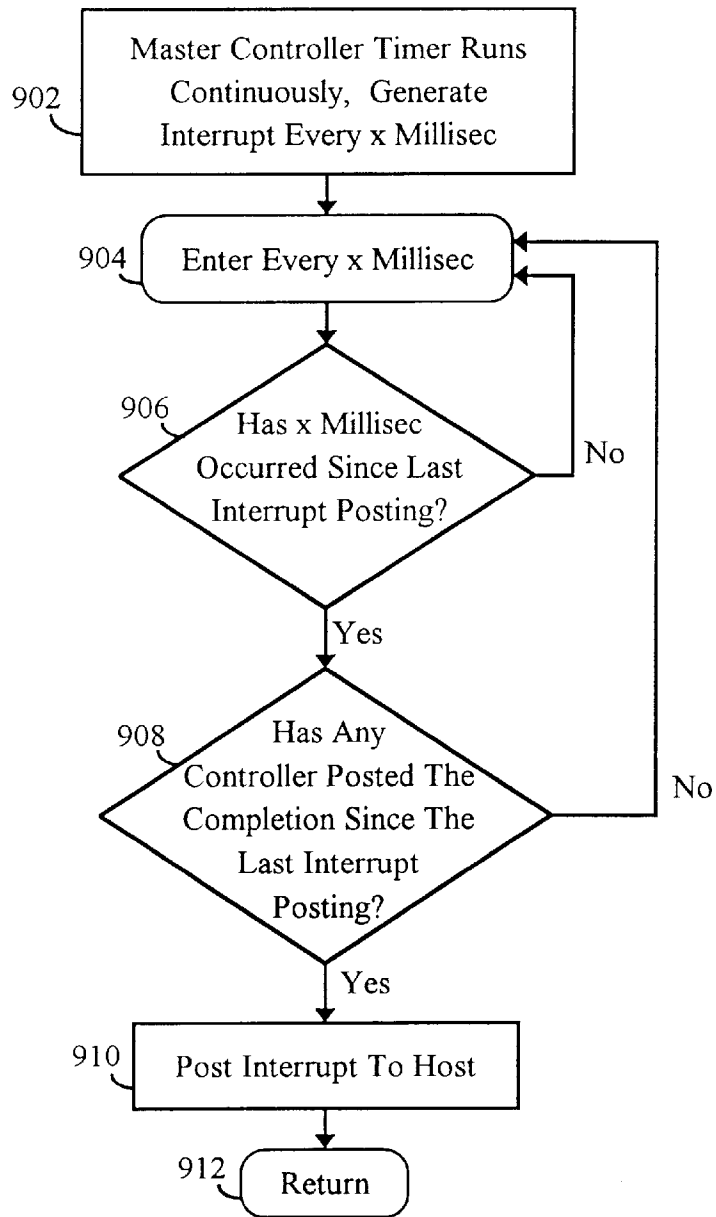 Master Controller Timer Runs
Continuously, Generate
Interrupt Every x Millisec
902
Enter Every x Millisec
904
906
Has x Millisec
Occurred Since Last
Interrupt Posting?
No
Yes
908
Has Any
Controller Posted The
Completion Since The
Last Interrupt
Posting?
No
Yes
910
Post Interrupt To Host
912
Return